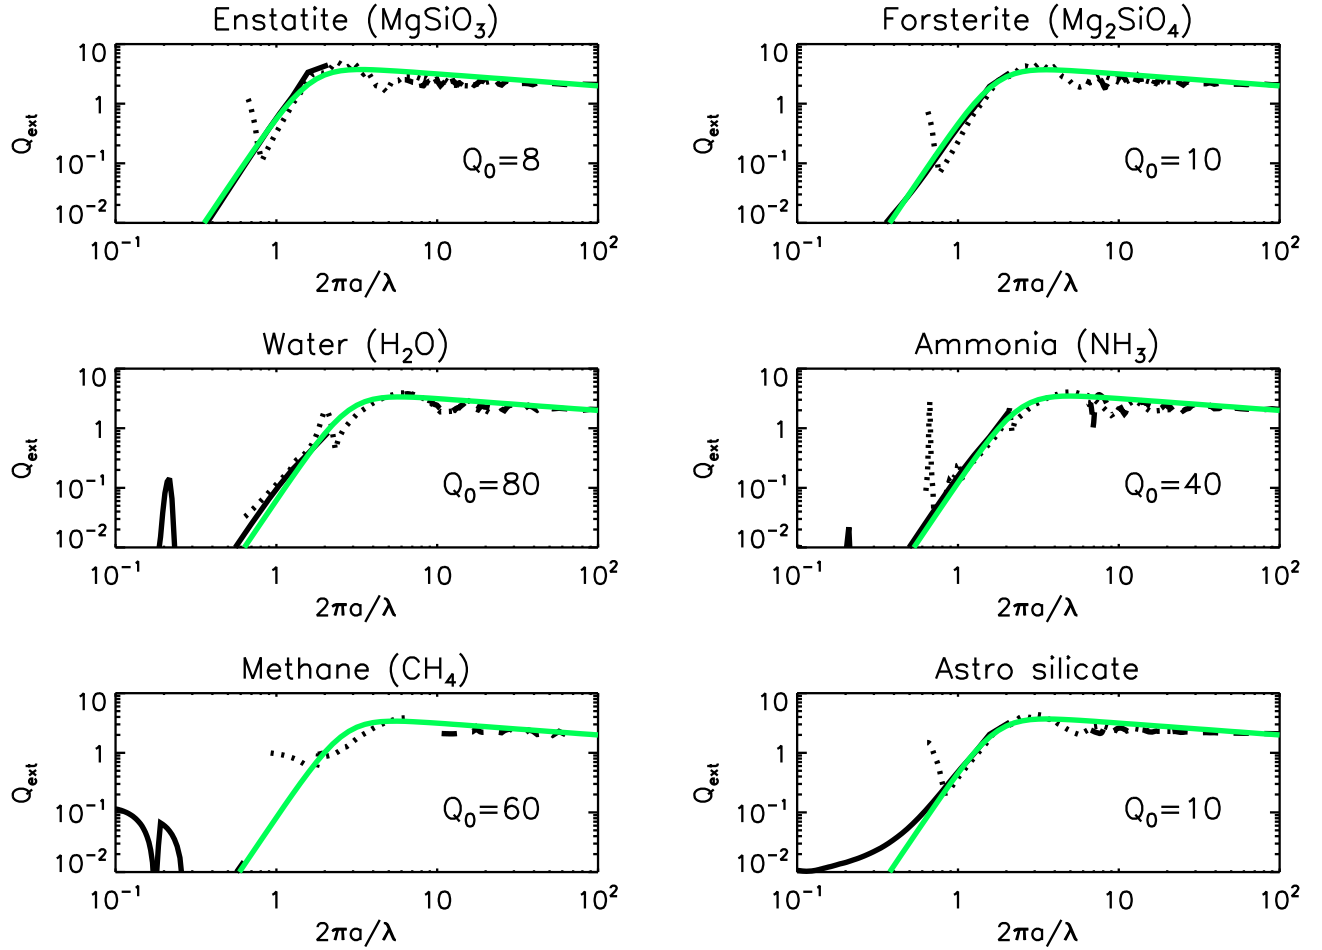 Enstatite (MgSiO₃)
10
1
10⁻¹
10⁻²
Qₑₓₜ
Q₀=8
10⁻¹ 1 10 10²
2πa/λ
Forsterite (Mg₂SiO₄)
10
1
10⁻¹
10⁻²
Qₑₓₜ
Q₀=10
10⁻¹ 1 10 10²
2πa/λ
Water (H₂O)
10
1
10⁻¹
10⁻²
Qₑₓₜ
Q₀=80
10⁻¹ 1 10 10²
2πa/λ
Ammonia (NH₃)
10
1
10⁻¹
10⁻²
Qₑₓₜ
Q₀=40
10⁻¹ 1 10 10²
2πa/λ
Methane (CH₄)
10
1
10⁻¹
10⁻²
Qₑₓₜ
Q₀=60
10⁻¹ 1 10 10²
2πa/λ
Astro silicate
10
1
10⁻¹
10⁻²
Qₑₓₜ
Q₀=10
10⁻¹ 1 10 10²
2πa/λ